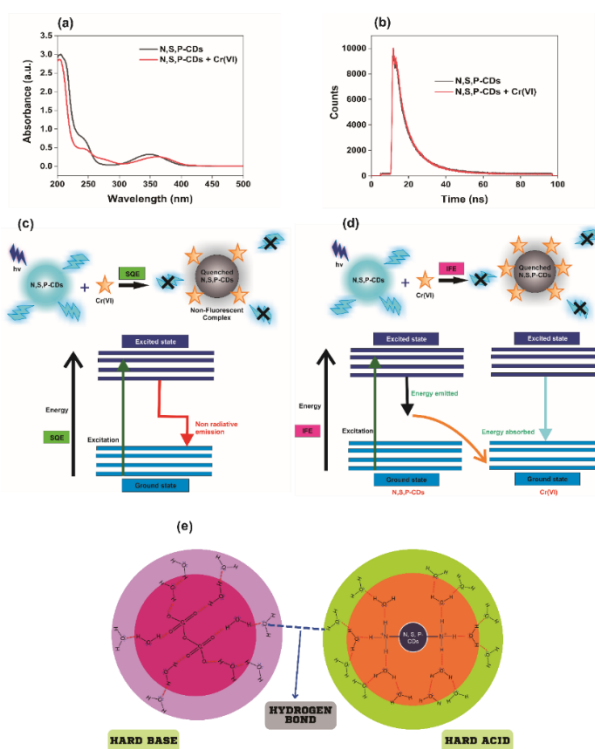 (a)
N,S,P-CDs
N,S,P-CDs + Cr(VI)
Absorbance (a.u.)
3.0
2.5
2.0
1.5
1.0
0.5
0.0
200 250 300 350 400 450 500
Wavelength (nm)
(b)
N,S,P-CDs
N,S,P-CDs + Cr(VI)
Counts
10000
8000
6000
4000
2000
0
0 20 40 60 80 100
Time (ns)
(c)
hv
N,S,P-CDs
+
Cr(VI)
SQE
Quenched
N,S,P-CDs
Non-Fluorescent
Complex
Excited state
Energy
SQE
Excitation
Non radiative
emission
Ground state
(d)
hv
N,S,P-CDs
+
Cr(VI)
IFE
Quenched
N,S,P-CDs
Excited state
Excited state
Energy emitted
Energy
IFE
Excitation
Energy absorbed
Ground state
Ground state
N,S,P-CDs
Cr(VI)
(e)
N, S, P-
CDs
HYDROGEN
BOND
HARD BASE
HARD ACID